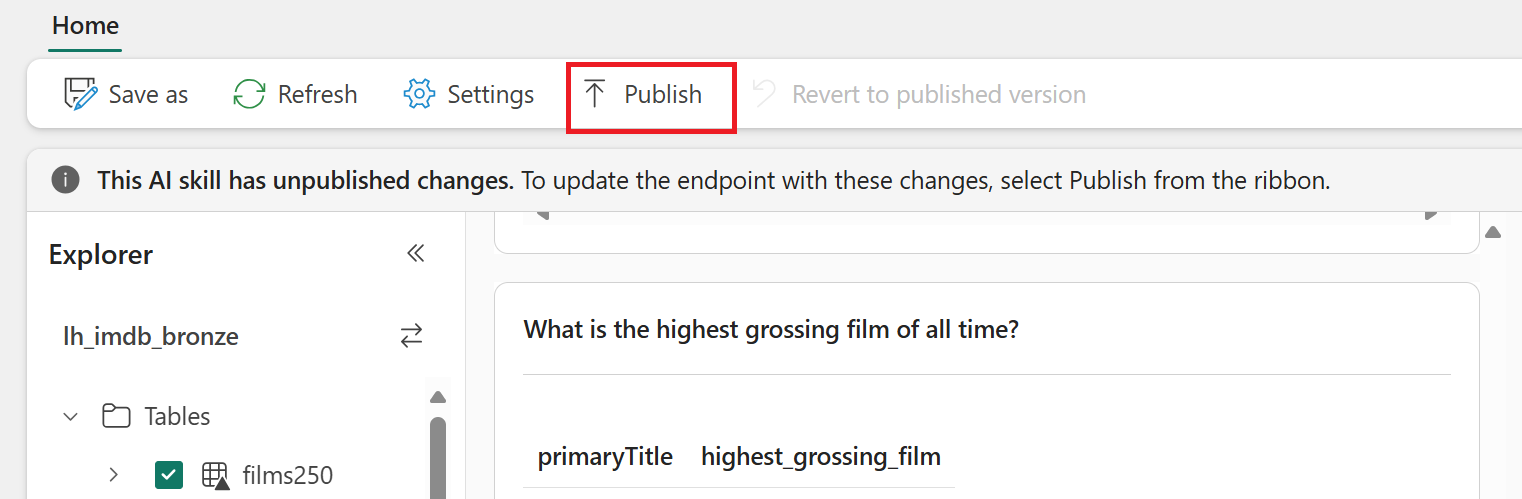 Home
Save as Refresh Settings Publish Revert to published version
This AI skill has unpublished changes. To update the endpoint with these changes, select Publish from the ribbon.
Explorer
lh_imdb_bronze
Tables
films250
What is the highest grossing film of all time?
primaryTitle highest_grossing_film